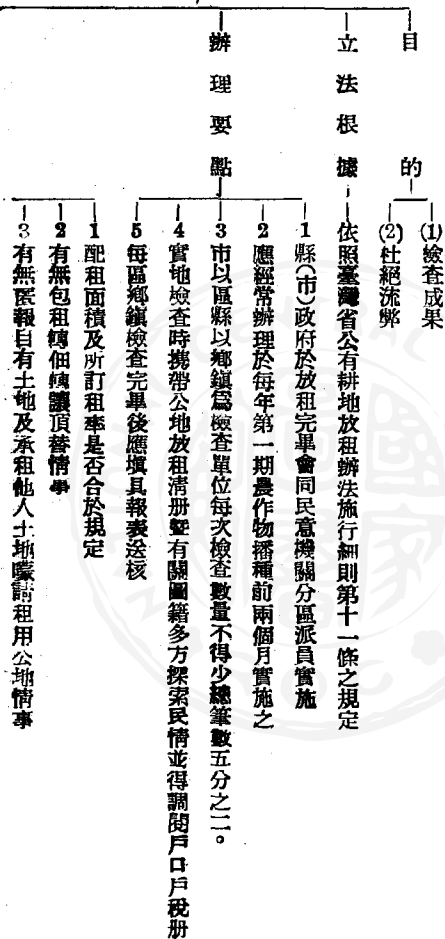 目的
(1)檢查成果
(2)杜絕流弊
立法根據
依照臺灣省公有耕地放租辦法施行細則第十一條之規定
辦理要點
1縣(市)政府於放租完畢會同民意機關分區派員實施
2應經常辦理於每年第一期農作物播種前兩個月實施之
3市以區縣以鄉鎮爲檢查單位每次檢查數量不得少總筆數五分之二。
4實地檢查時携帶公地放租清册暨有關圖籍多方探索民情並得調閱戶口戶稅册
5每區鄉鎮檢查完畢後應填具報表送核
1配租面積及所訂租率是否合於規定
2有無包租轉佃轉讓頂替情事
3有無匿報自有土地及承租他人土地矇請租用公地情事